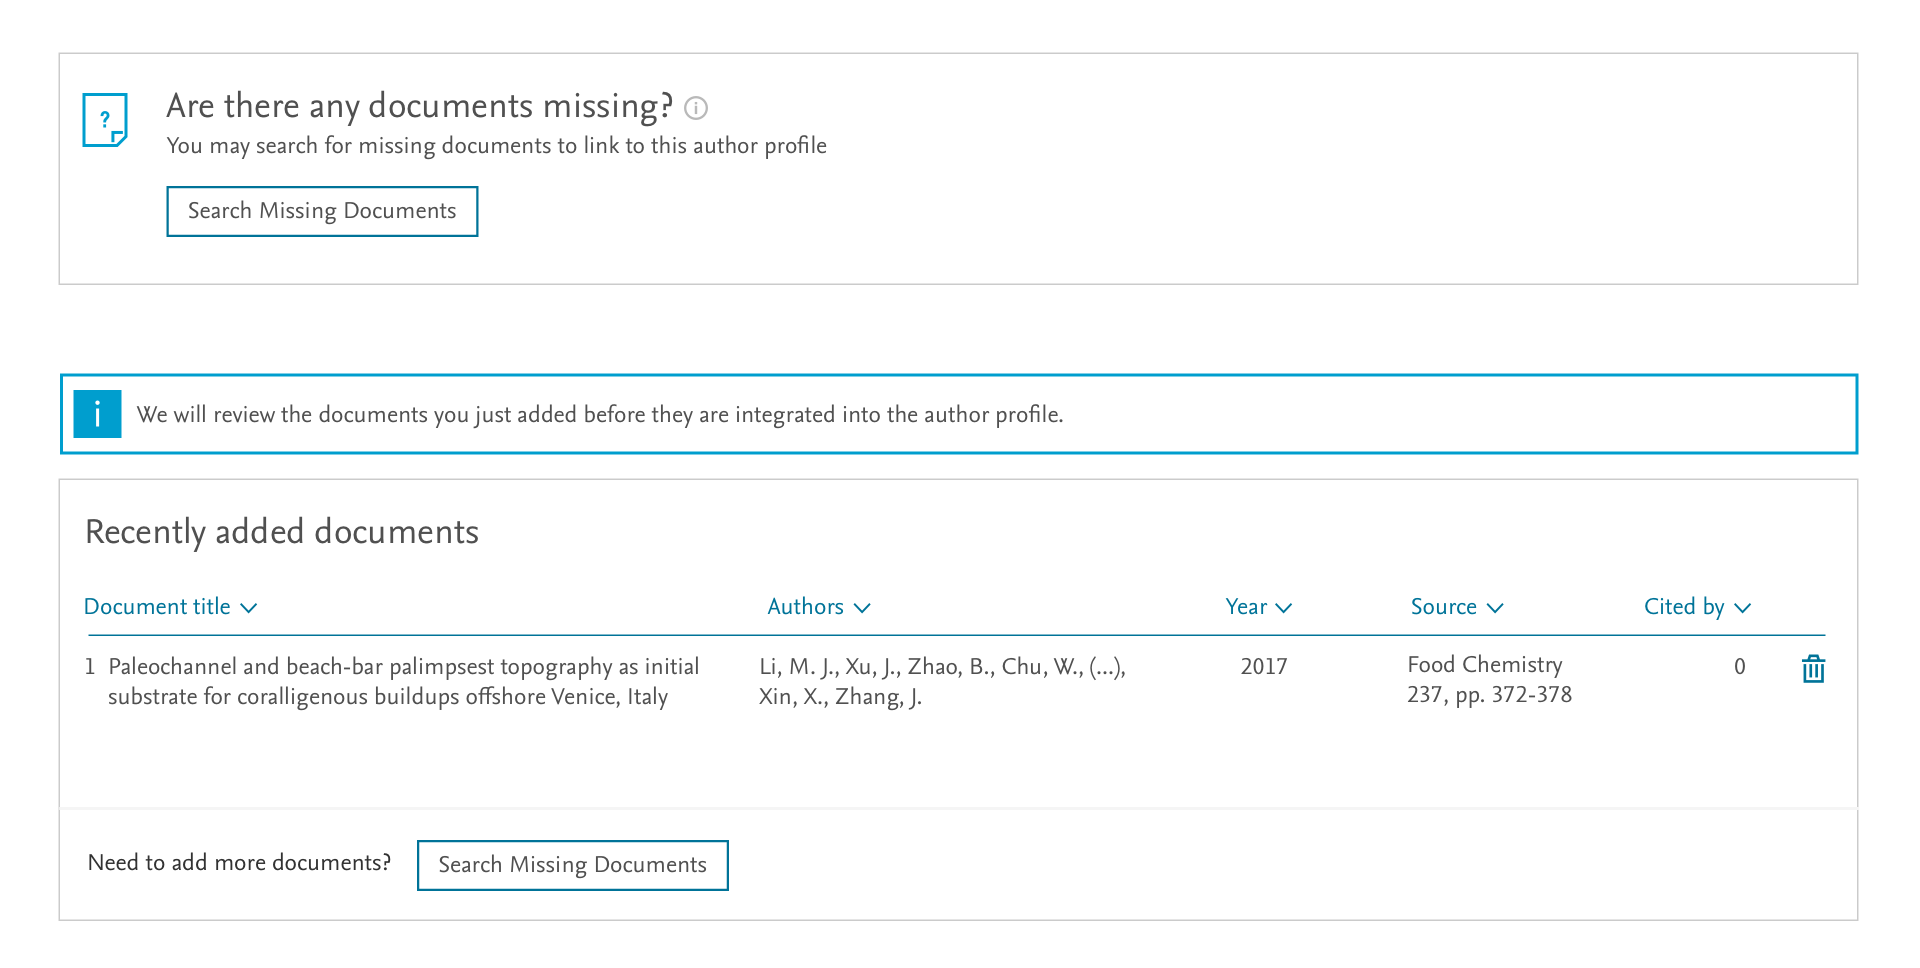 Are there any documents missing?
You may search for missing documents to link to this author profile
Search Missing Documents
We will review the documents you just added before they are integrated into the author profile.
Recently added documents
Document title Authors Year Source Cited by
1 Paleochannel and beach-bar palimpsest topography as initial
substrate for coralligenous buildups offshore Venice, Italy
Li, M. J., Xu, J., Zhao, B., Chu, W., (...),
Xin, X., Zhang, J.
2017
Food Chemistry
237, pp. 372-378
0
Need to add more documents?
Search Missing Documents